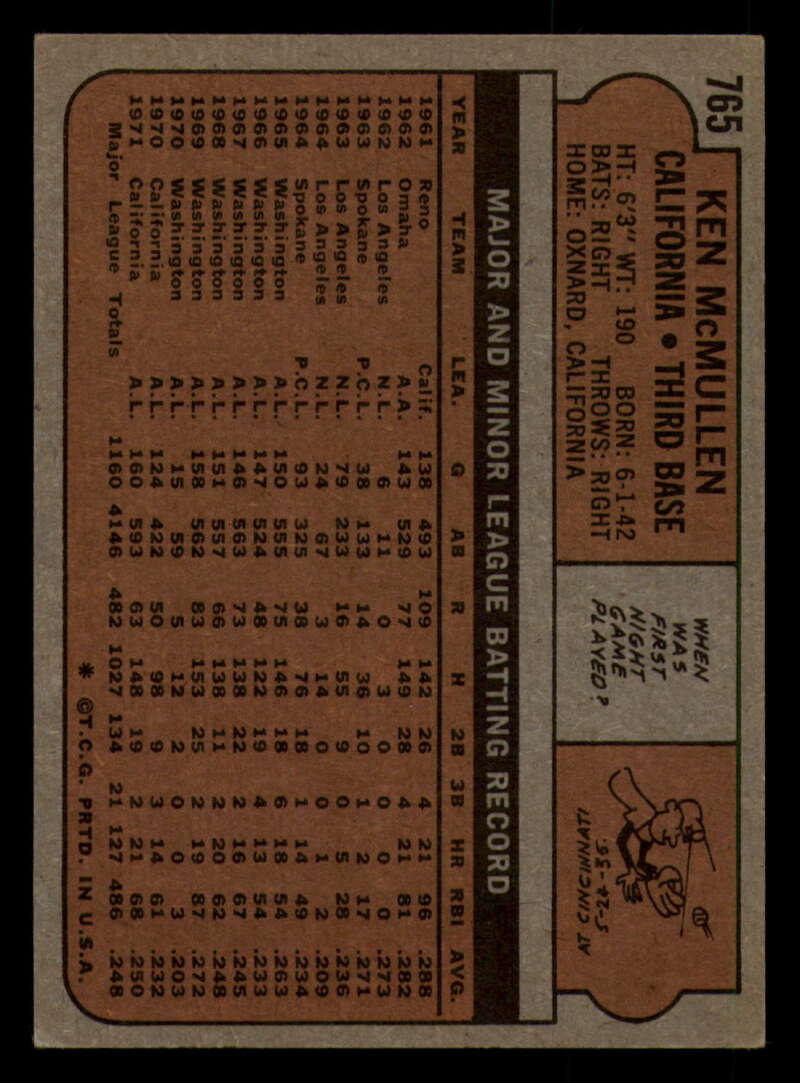 765
KEN McMULLEN
CALIFORNIA • THIRD BASE
HT: 6'3" WT: 190 BORN: 6-1-42
BATS: RIGHT THROWS: RIGHT
HOME: OXNARD, CALIFORNIA
WHEN
WAS
FIRST
NIGHT
GAME
PLAYED?
5-24-35
AT CINCINNATI
MAJOR AND MINOR LEAGUE BATTING RECORD
YEAR TEAM LEA. G AB R H 2B 3B HR RBI AVG.
1961 Reno Calif. 138 493 109 142 26 4 21 96 .288
1962 Omaha A.A. 143 529 77 149 28 4 21 81 .282
1962 Los Angeles N.L. 6 11 0 3 0 0 0 0 .273
1963 Spokane P.C.L. 38 133 14 36 10 1 2 17 .271
1963 Los Angeles N.L. 79 233 16 55 9 0 5 28 .236
1964 Los Angeles N.L. 24 67 3 14 0 0 1 2 .209
1964 Spokane P.C.L. 93 325 38 76 18 1 14 49 .234
1965 Washington A.L. 150 555 75 146 18 6 18 54 .263
1966 Washington A.L. 147 524 48 122 19 4 13 54 .233
1967 Washington A.L. 146 563 73 138 22 2 16 67 .245
1968 Washington A.L. 151 557 66 138 11 2 20 62 .248
1969 Washington A.L. 158 562 83 153 25 2 19 87 .272
1970 Washington A.L. 15 59 5 12 2 0 0 3 .203
1970 California A.L. 124 422 50 98 9 3 14 61 .232
1971 California A.L. 160 593 63 148 19 2 21 68 .250
Major League Totals 1160 4146 482 1027 134 21 127 486 .248
* ©T.C.G. PRTD. IN U.S.A.